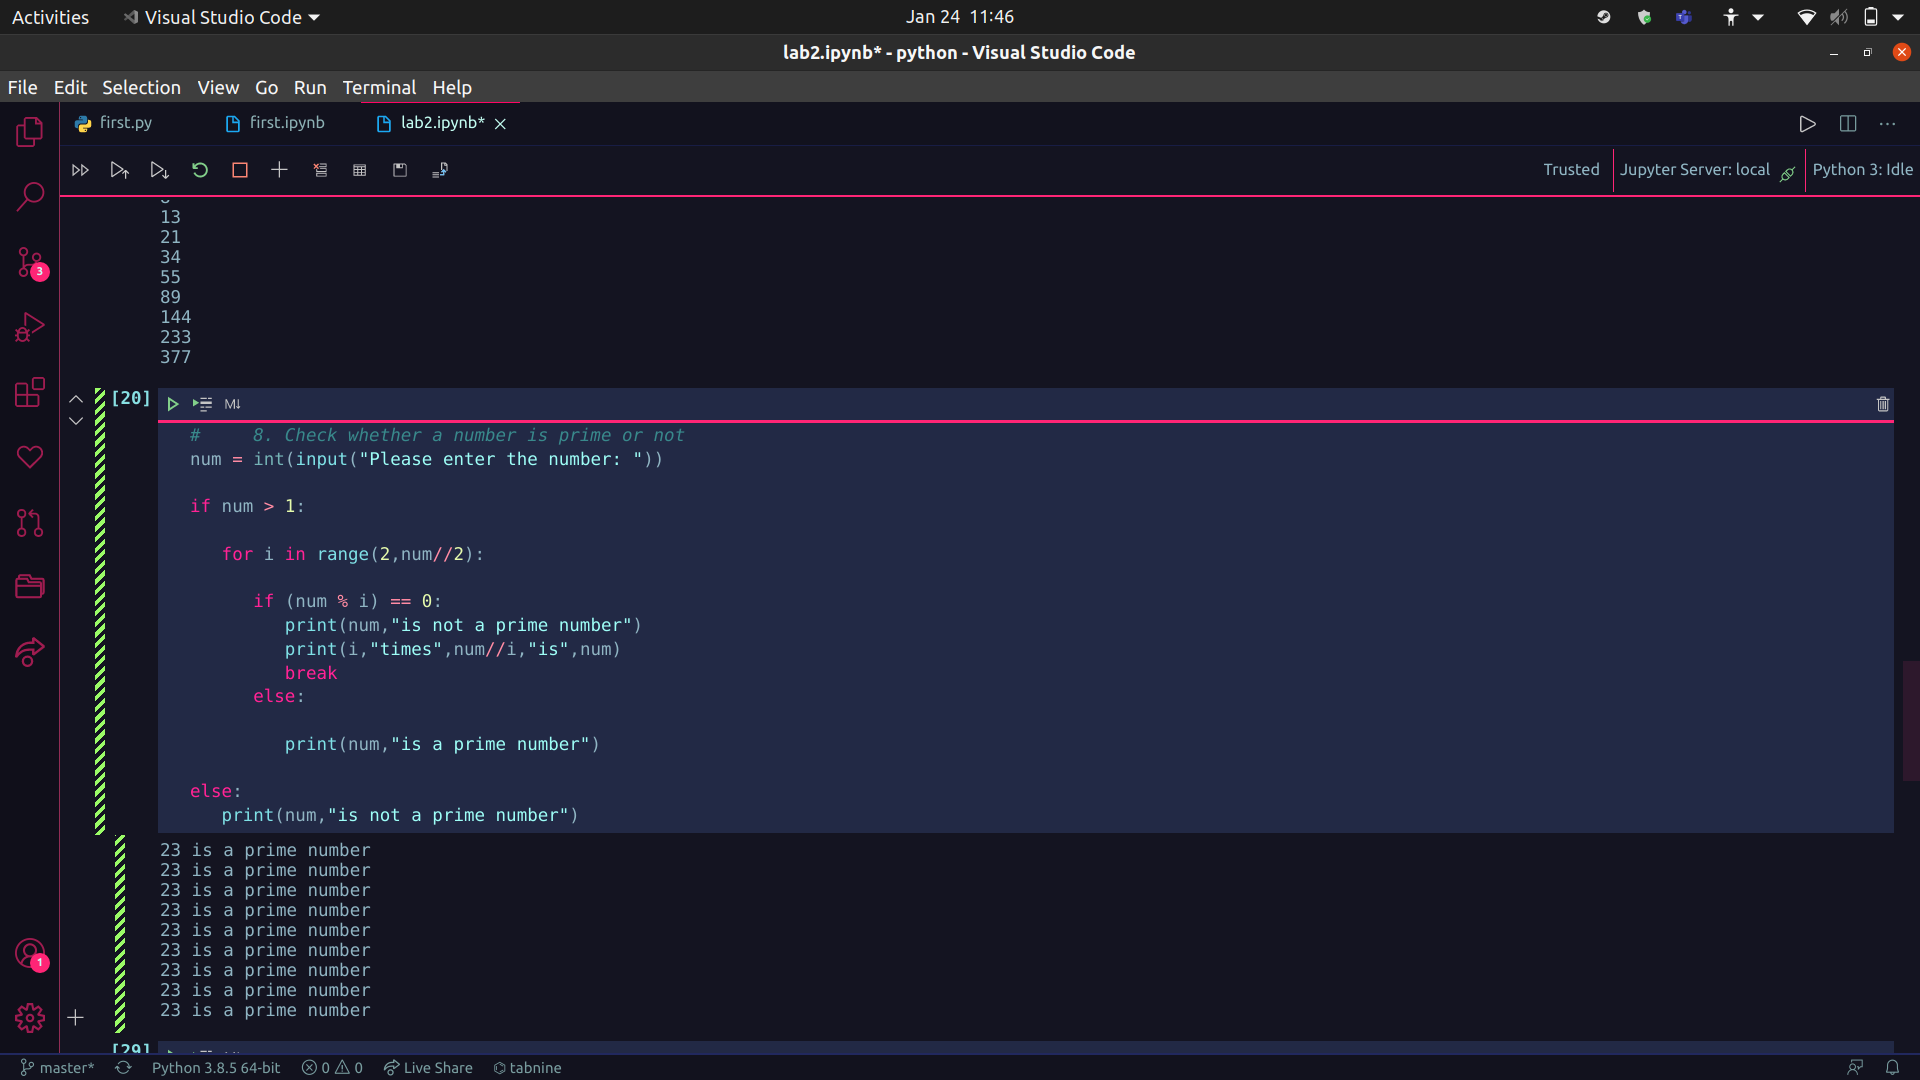 Activities Visual Studio Code Jan 24 11:46
lab2.ipynb* - python - Visual Studio Code
File Edit Selection View Go Run Terminal Help
first.py first.ipynb lab2.ipynb*
Trusted Jupyter Server: local Python 3: Idle
13
21
34
55
89
144
233
377
3
[20] M↓
#     8. Check whether a number is prime or not
num = int(input("Please enter the number: "))
if num > 1:
   for i in range(2,num//2):
      if (num % i) == 0:
         print(num,"is not a prime number")
         print(i,"times",num//i,"is",num)
         break
      else:
         print(num,"is a prime number")
else:
   print(num,"is not a prime number")
23 is a prime number
23 is a prime number
23 is a prime number
23 is a prime number
23 is a prime number
23 is a prime number
23 is a prime number
23 is a prime number
23 is a prime number
1
[29]
master* Python 3.8.5 64-bit 0 0 Live Share tabnine